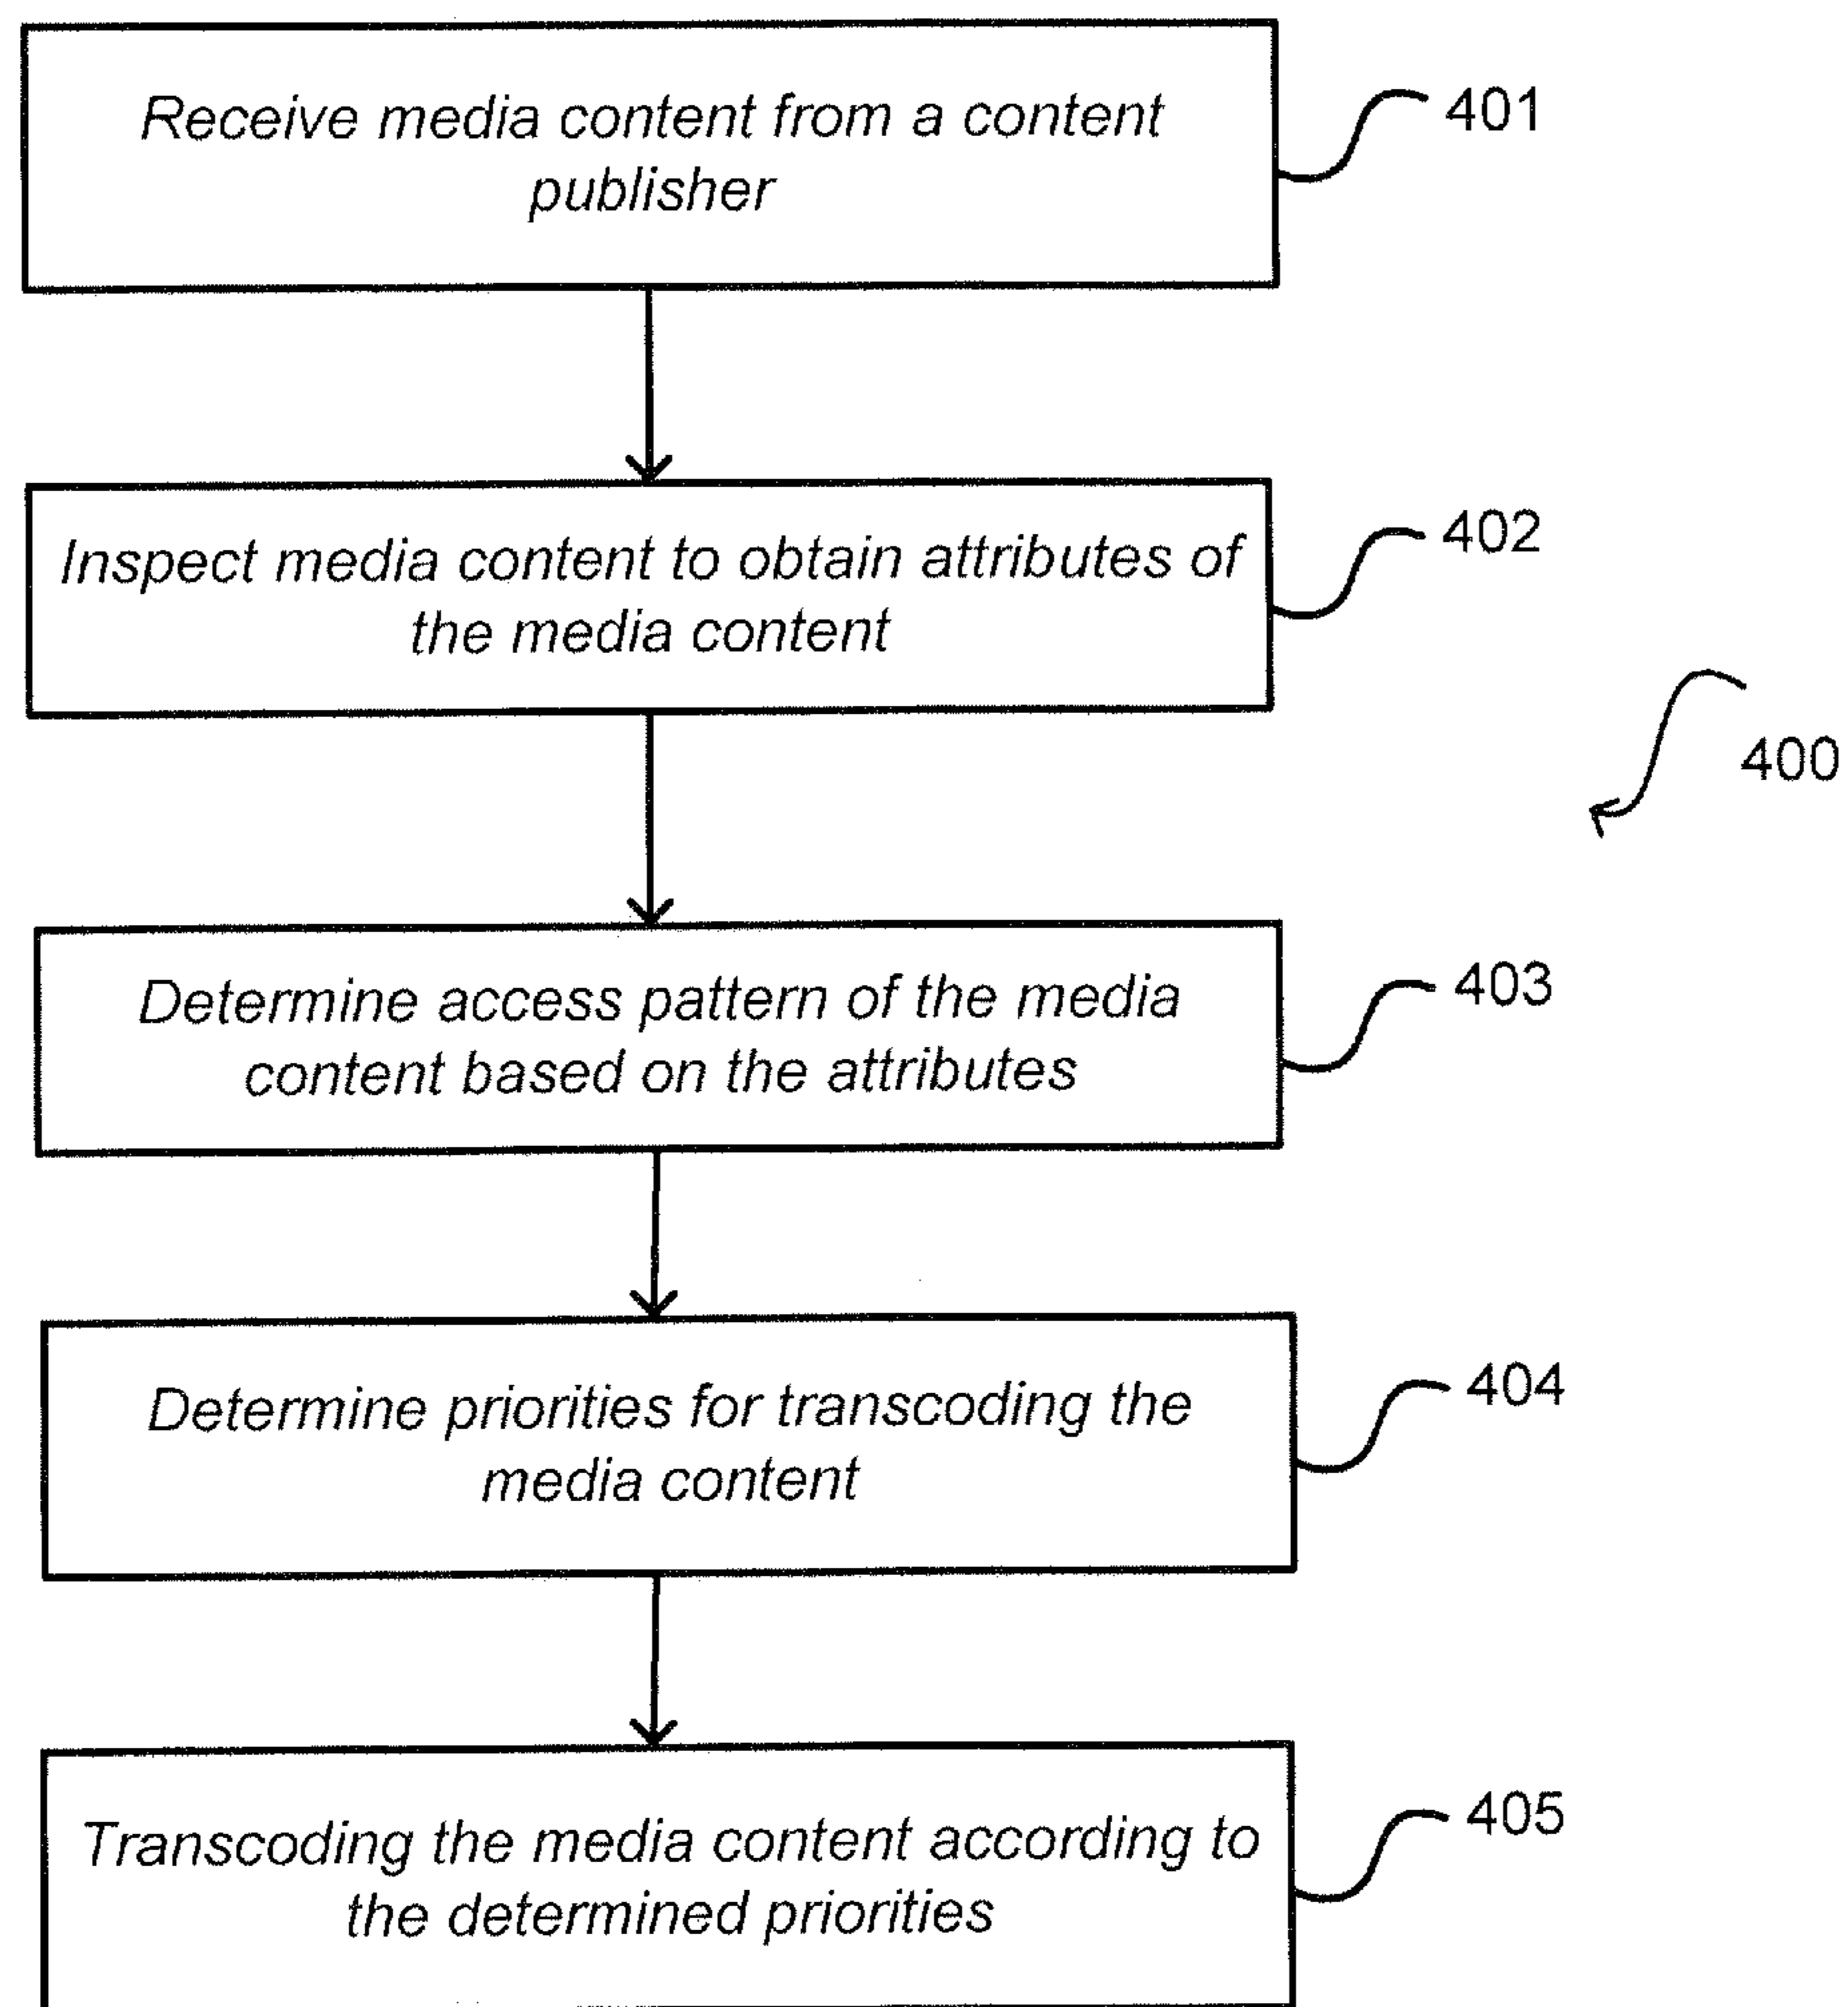 Receive media content from a content
publisher
401
Inspect media content to obtain attributes of
the media content
402
400
Determine access pattern of the media
content based on the attributes
403
Determine priorities for transcoding the
media content
404
Transcoding the media content according to
the determined priorities
405